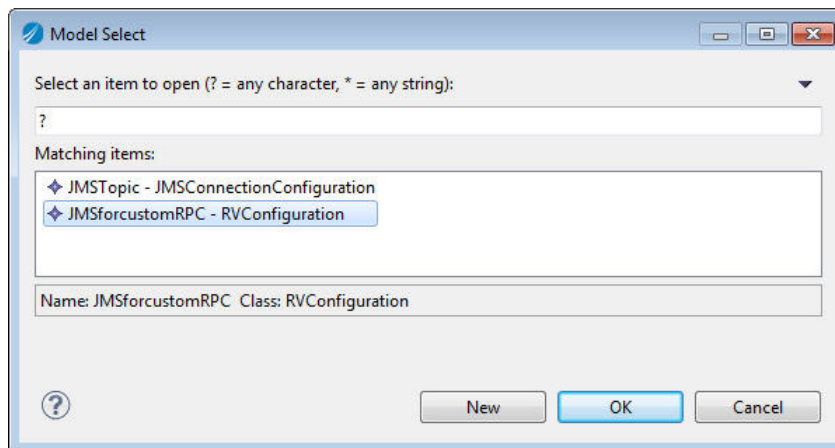 Model Select
Select an item to open (? = any character, * = any string):
?
Matching items:
JMSTopic - JMSConnectionConfiguration
JMSforcustomRPC - RVConfiguration
Name: JMSforcustomRPC  Class: RVConfiguration
? New OK Cancel